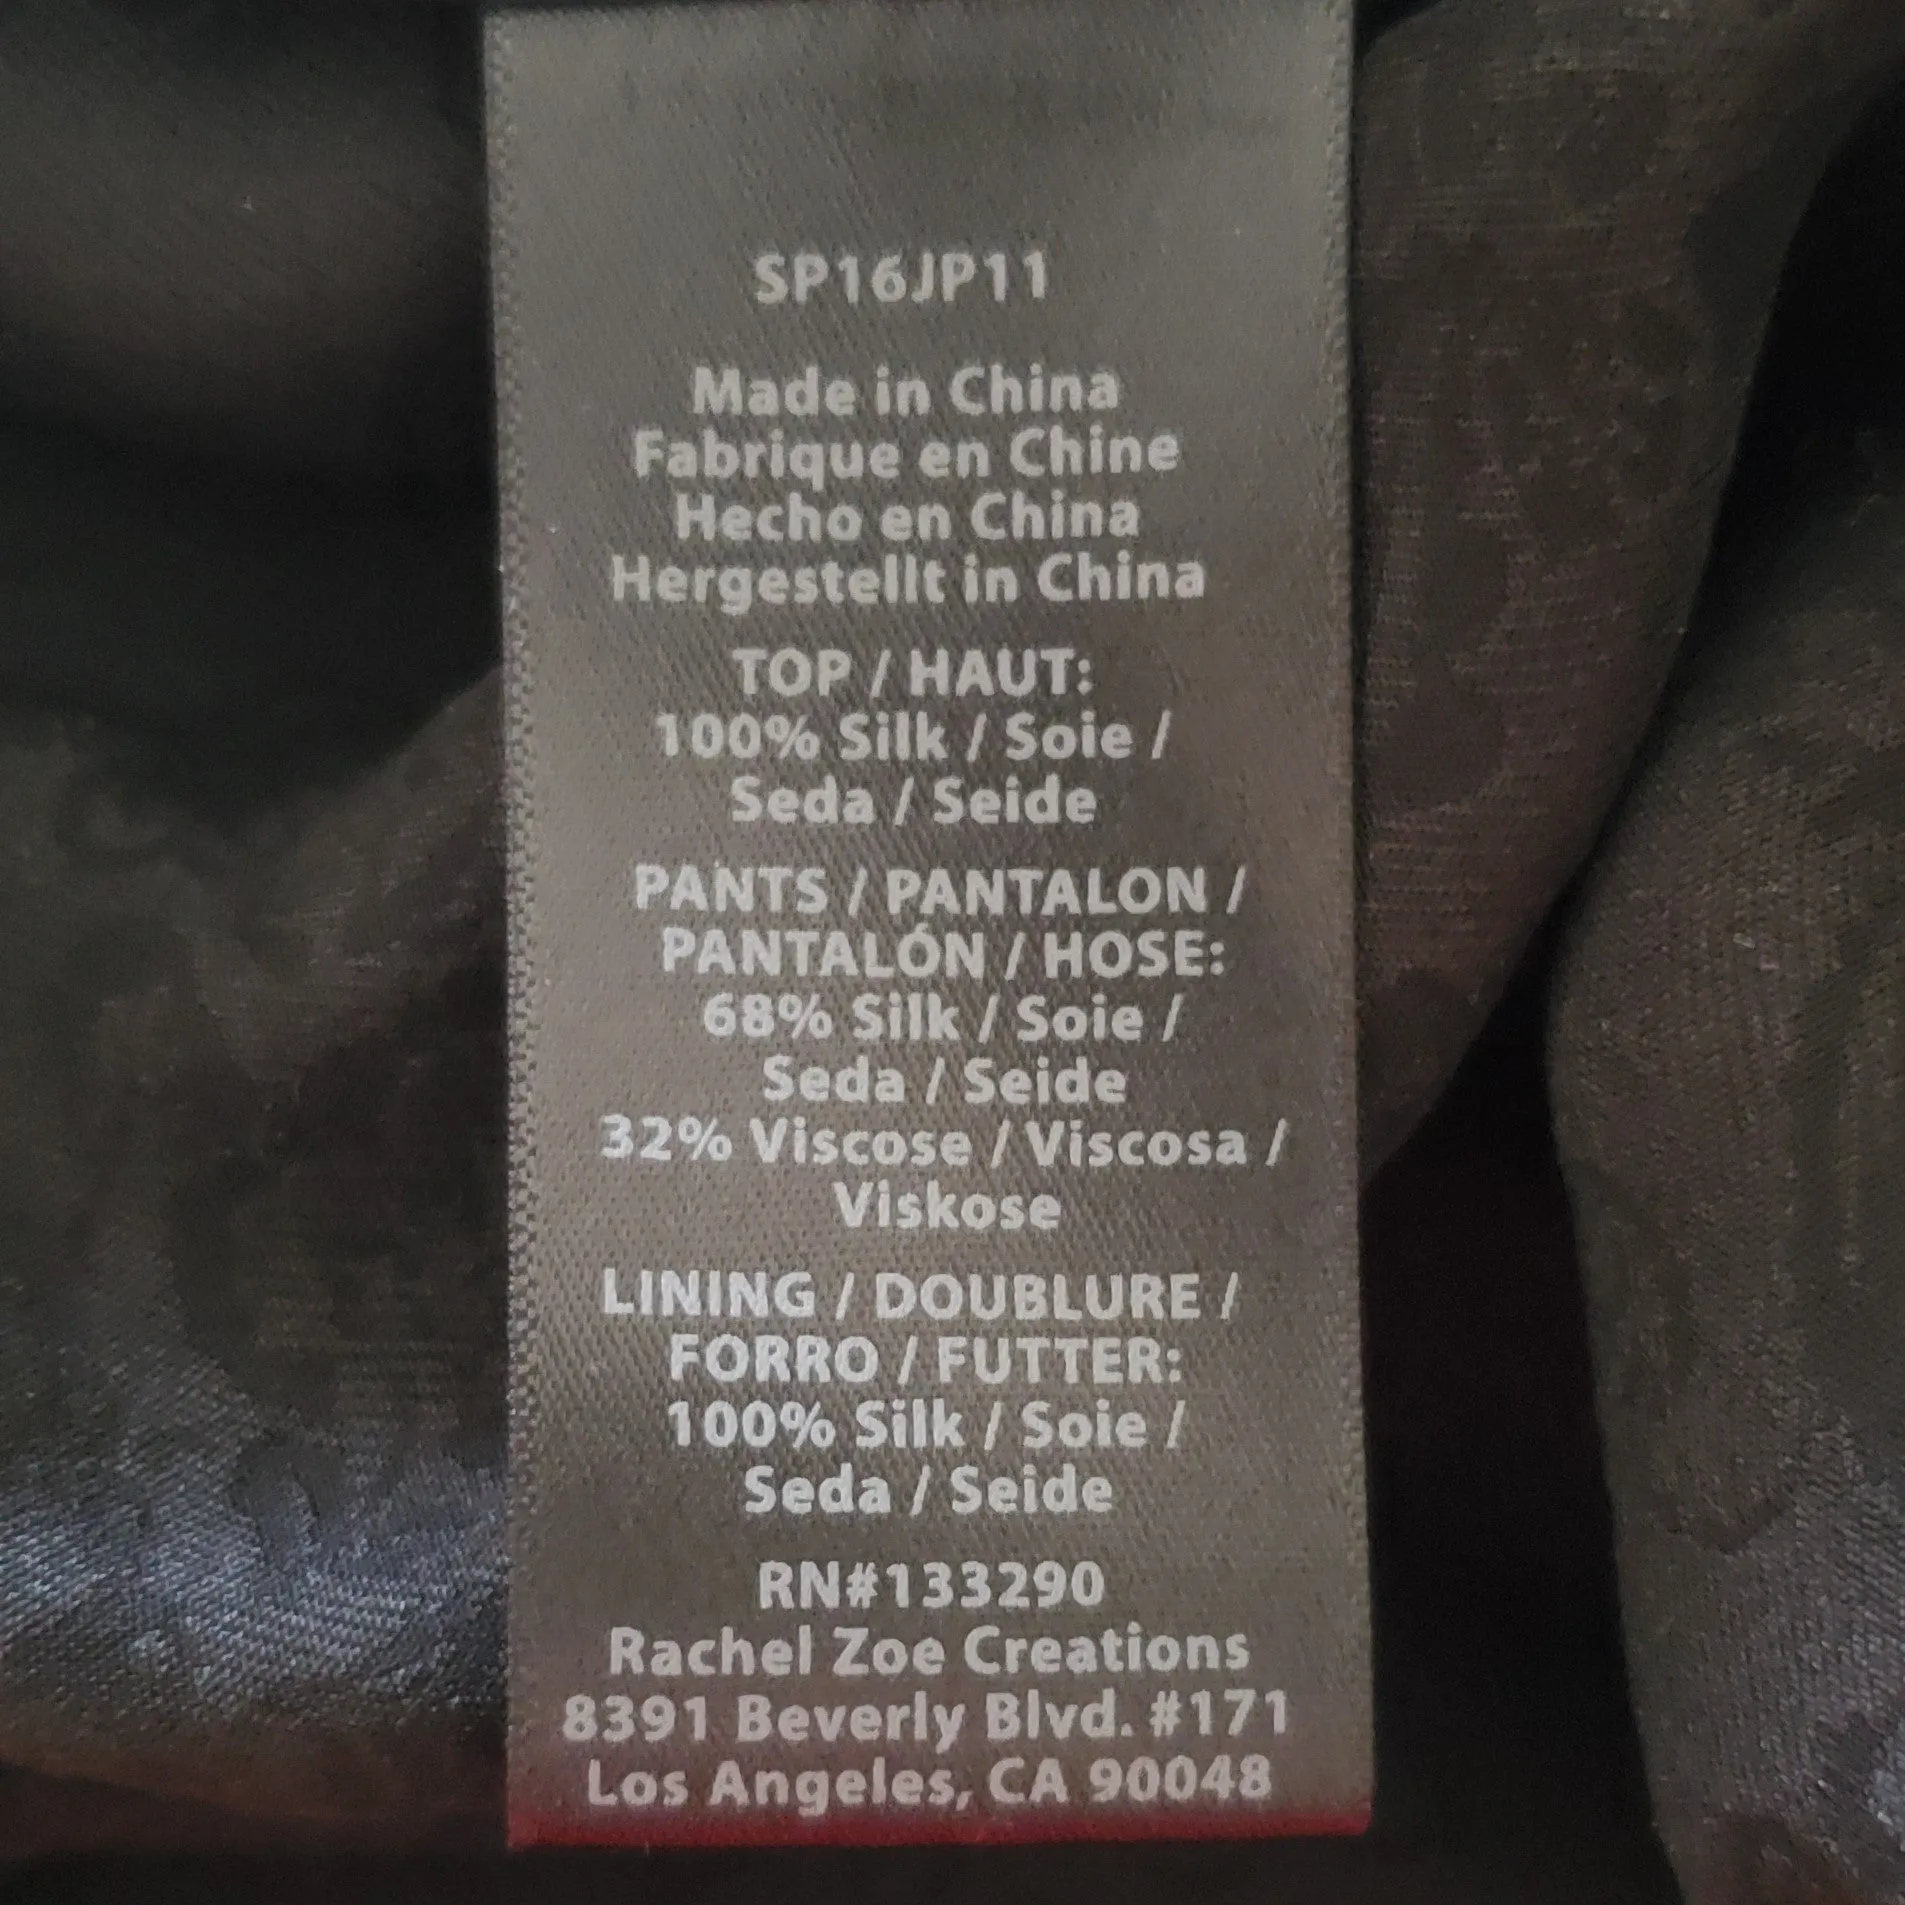 SP16JP11
Made in China
Fabrique en Chine
Hecho en China
Hergestellt in China
TOP / HAUT:
100% Silk / Soie /
Seda / Seide
PANTS / PANTALON /
PANTALÓN / HOSE:
68% Silk / Soie /
Seda / Seide
32% Viscose / Viscosa /
Viskose
LINING / DOUBLURE /
FORRO / FUTTER:
100% Silk / Soie /
Seda / Seide
RN#133290
Rachel Zoe Creations
8391 Beverly Blvd. #171
Los Angeles, CA 90048